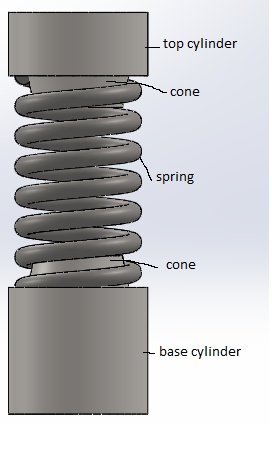 top cylinder
cone
spring
cone
base cylinder